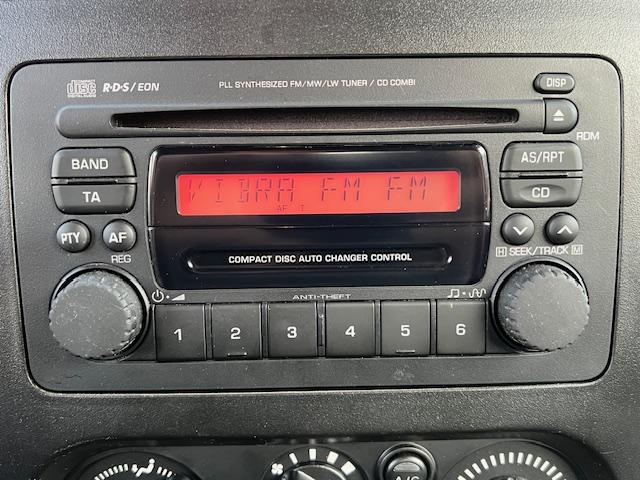 disc R·D·S/EON PLL SYNTHESIZED FM/MW/LW TUNER / CD COMBI DISP
RDM
BAND AS/RPT
TA CD
VIBRA FM FM
AF T
PTY AF
REG
H SEEK/TRACK M
COMPACT DISC AUTO CHANGER CONTROL
ANTI-THEFT
1 2 3 4 5 6
A/C